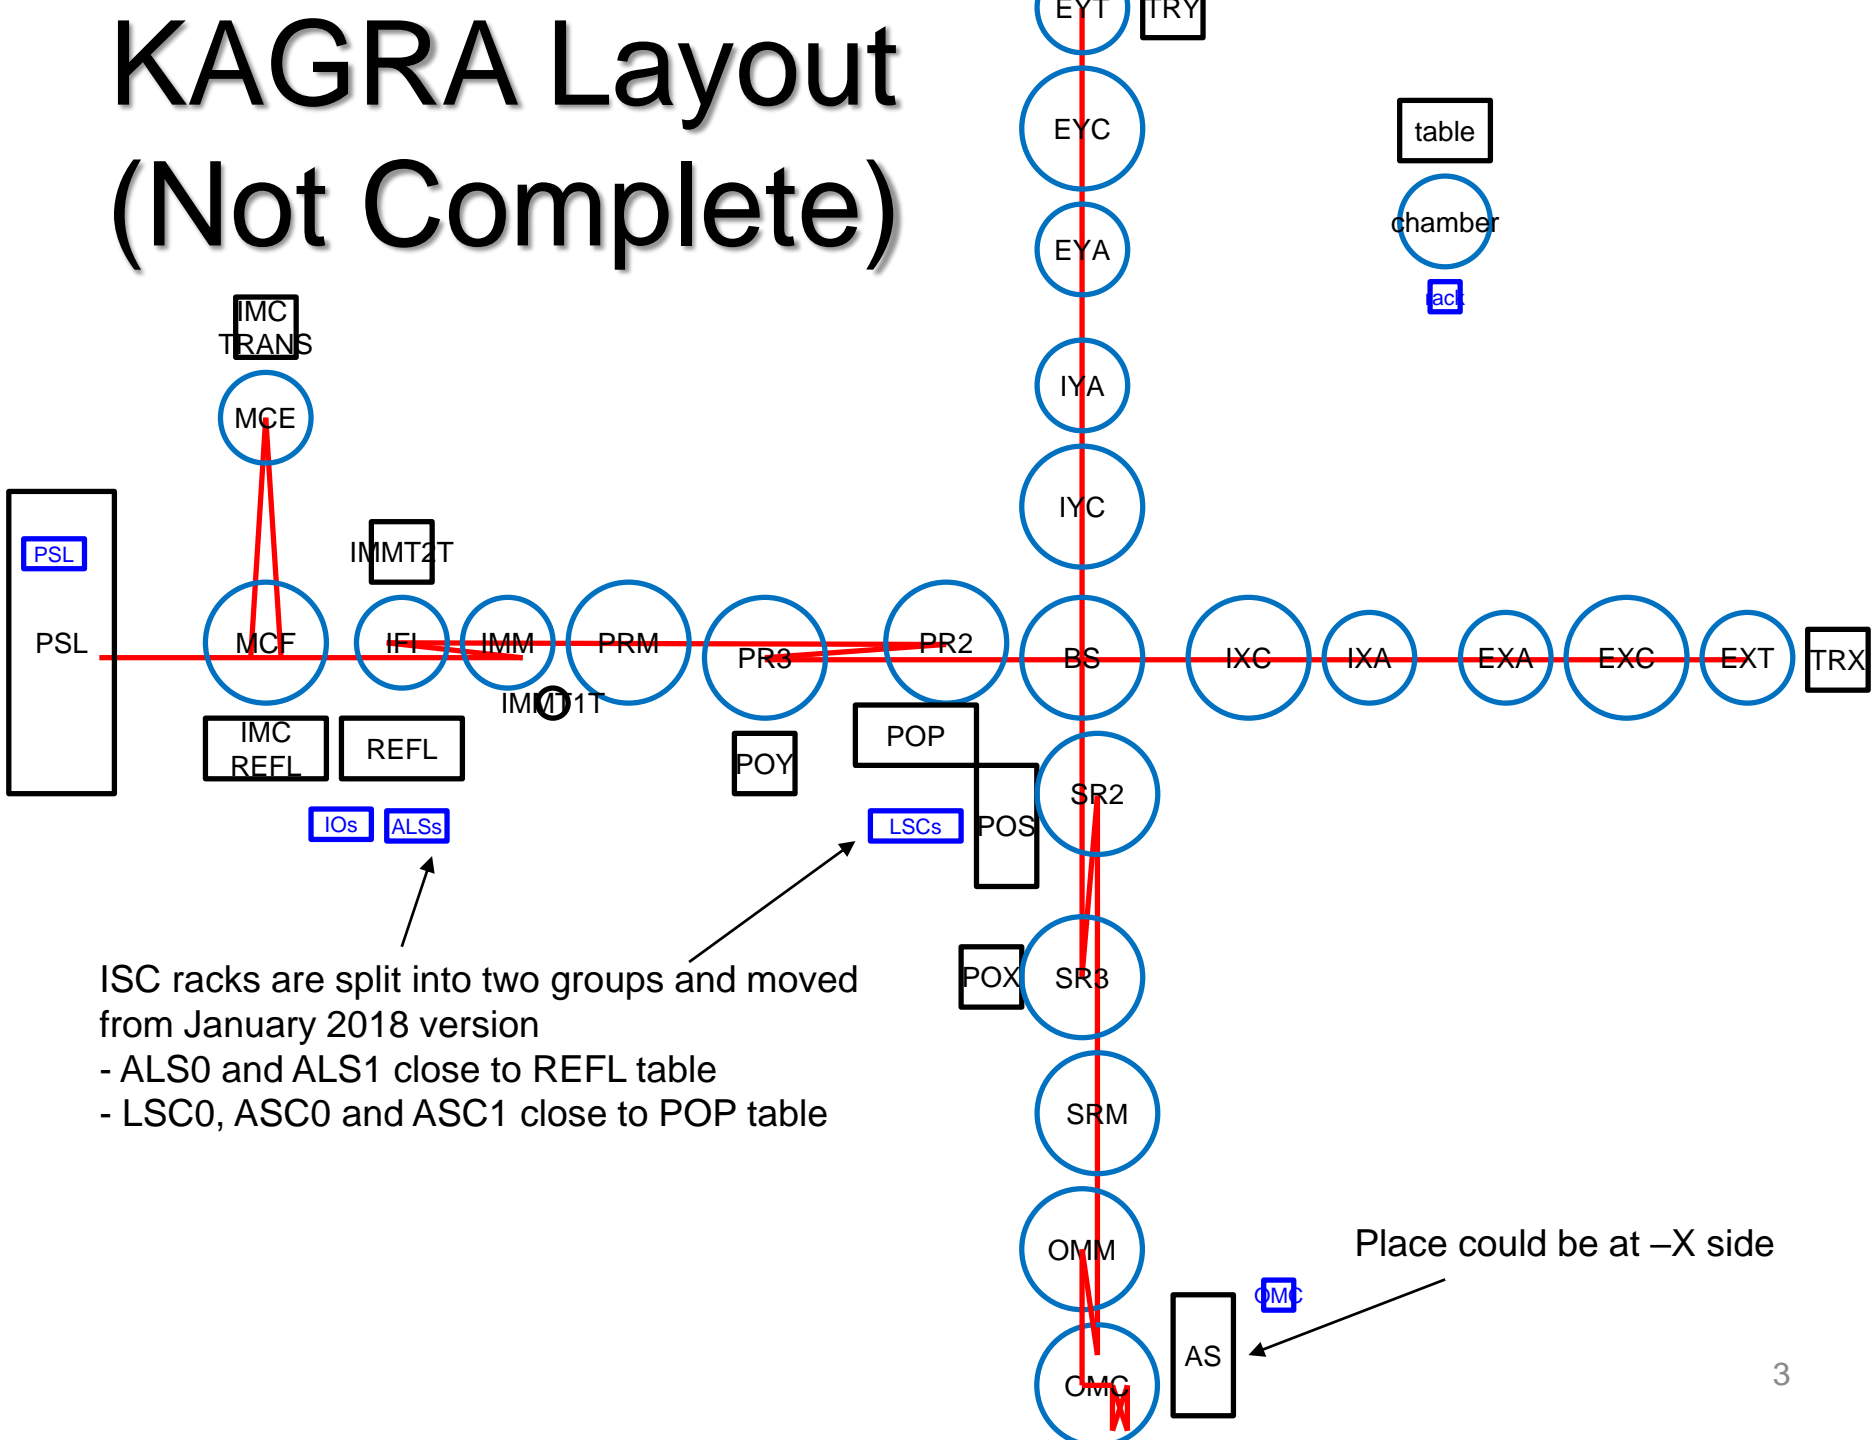 KAGRA Layout
(Not Complete)
EYT
TRY
EYC
table
EYA
chamber
rack
IMC
TRANS
IYA
MCE
IYC
PSL
IMMT2T
PSL
MCF
IFI
IMM
PRM
PR3
PR2
BS
IXC
IXA
EXA
EXC
EXT
TRX
IMMT1T
IMC
REFL
REFL
POY
POP
SR2
IOs
ALSs
LSCs
POS
ISC racks are split into two groups and moved
from January 2018 version
- ALS0 and ALS1 close to REFL table
- LSC0, ASC0 and ASC1 close to POP table
POX
SR3
SRM
OMM
Place could be at –X side
OMC
AS
OMC
3